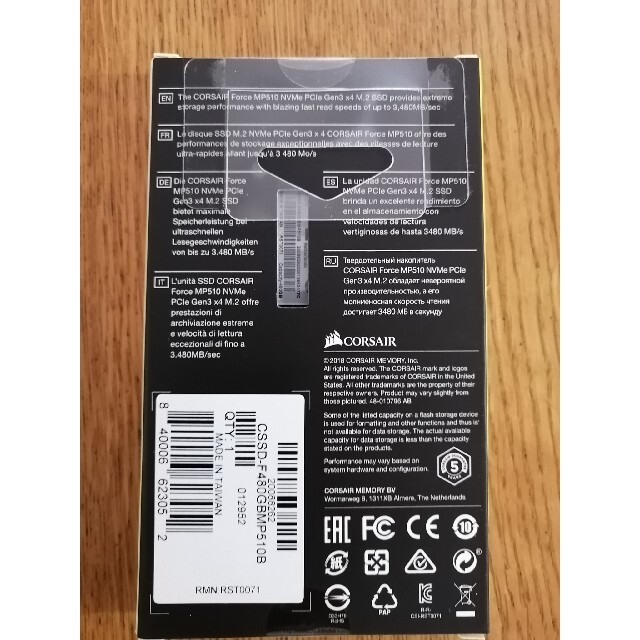 EN The CORSAIR Force MP510 NVMe PCIe Gen3 x4 M.2 SSD provides extreme
storage performance with blazing fast read speeds of up to 3,480MB/sec
FR Le disque SSD M.2 NVMe PCIe Gen3 x 4 CORSAIR Force MP510 offre des
performances de stockage exceptionnelles avec des vitesses de lecture
ultra-rapides allant jusqu'à 3 480 Mo/s
DE Die CORSAIR Force
MP510 NVMe PCIe
Gen3 x4 M.2 SSD
bietet maximale
Speicherleistung bei
ultraschnellen
Lesegeschwindigkeiten
von bis zu 3.480 MB/s
ES La unidad CORSAIR Force MP510
NVMe PCIe Gen3 x4 M.2 SSD
brinda un excelente rendimiento
en el almacenamiento con
velocidades de lectura
vertiginosas de hasta 3480 MB/s
IT L'unità SSD CORSAIR
Force MP510 NVMe
PCIe Gen3 x4 M.2 offre
prestazioni di
archiviazione estreme
e velocità di lettura
eccezionali di fino a
3.480MB/s
RU Твердотельный накопитель
CORSAIR Force MP510 NVMe PCIe
Gen3 x4 M.2 обладает невероятной
производительностью, а его
молниеносная скорость чтения
достигает 3480 МБ в секунду
CORSAIR
© 2018 CORSAIR MEMORY, Inc.
All rights reserved. The CORSAIR mark and logos
are registered trademarks of CORSAIR in the United
States. All other trademarks are the property of their
respective owners. Product may vary slightly from
those pictured. 48-010796 AB
Some of the listed capacity on a flash storage device
is used for formatting and other functions and thus is
not available for data storage. The actual available
capacity for data storage is less than the capacity
stated on the products.
Performance may vary based on
system hardware and configuration.
5
YEARS
CORSAIR MEMORY BV
Wormerweg 8, 1311XB Almere, The Netherlands
EAC FC CE 10
PAP
20086262
CSSD-F480GBMP510B
012952
QTY: 1
MADE IN TAIWAN
8 40006 62305 2
RMN RST0071